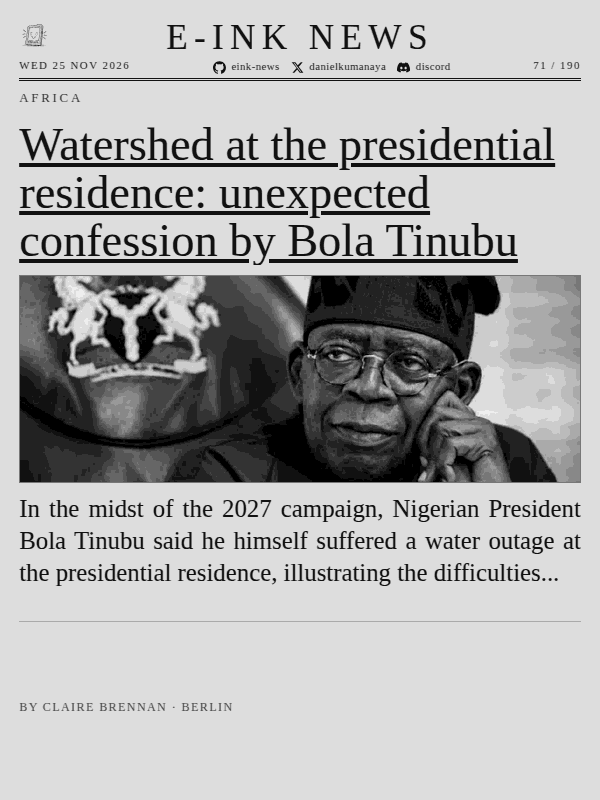 E-INK NEWS
WED 25 NOV 2026
eink-news
danielkumanaya
discord
71 / 190
AFRICA
Watershed at the presidential
residence: unexpected
confession by Bola Tinubu
In the midst of the 2027 campaign, Nigerian President
Bola Tinubu said he himself suffered a water outage at
the presidential residence, illustrating the difficulties...
BY CLAIRE BRENNAN · BERLIN